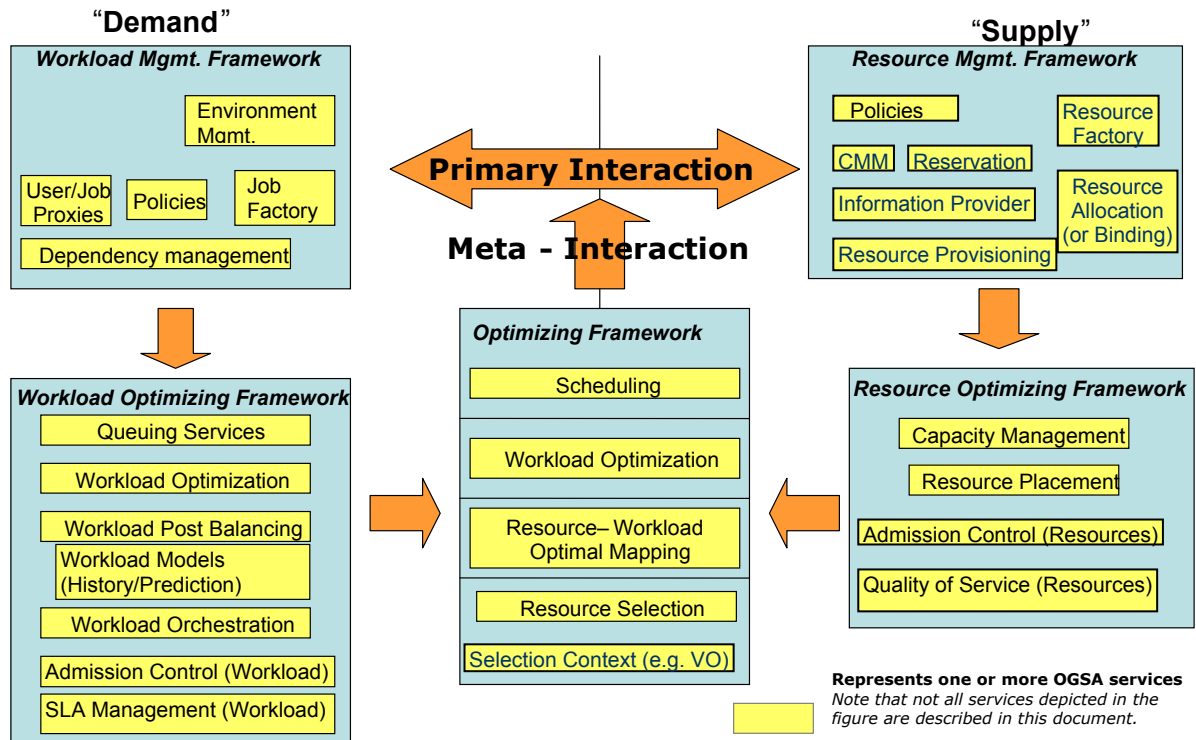 “Demand”
Workload Mgmt. Framework
Environment
Mgmt.
User/Job
Proxies
Policies
Job
Factory
Dependency management
“Supply”
Resource Mgmt. Framework
Policies
Resource
Factory
CMM
Reservation
Information Provider
Resource
Allocation
(or Binding)
Resource Provisioning
Primary Interaction
Meta - Interaction
Workload Optimizing Framework
Queuing Services
Workload Optimization
Workload Post Balancing
Workload Models
(History/Prediction)
Workload Orchestration
Admission Control (Workload)
SLA Management (Workload)
Optimizing Framework
Scheduling
Workload Optimization
Resource– Workload
Optimal Mapping
Resource Selection
Selection Context (e.g. VO)
Resource Optimizing Framework
Capacity Management
Resource Placement
Admission Control (Resources)
Quality of Service (Resources)
Represents one or more OGSA services
Note that not all services depicted in the
figure are described in this document.